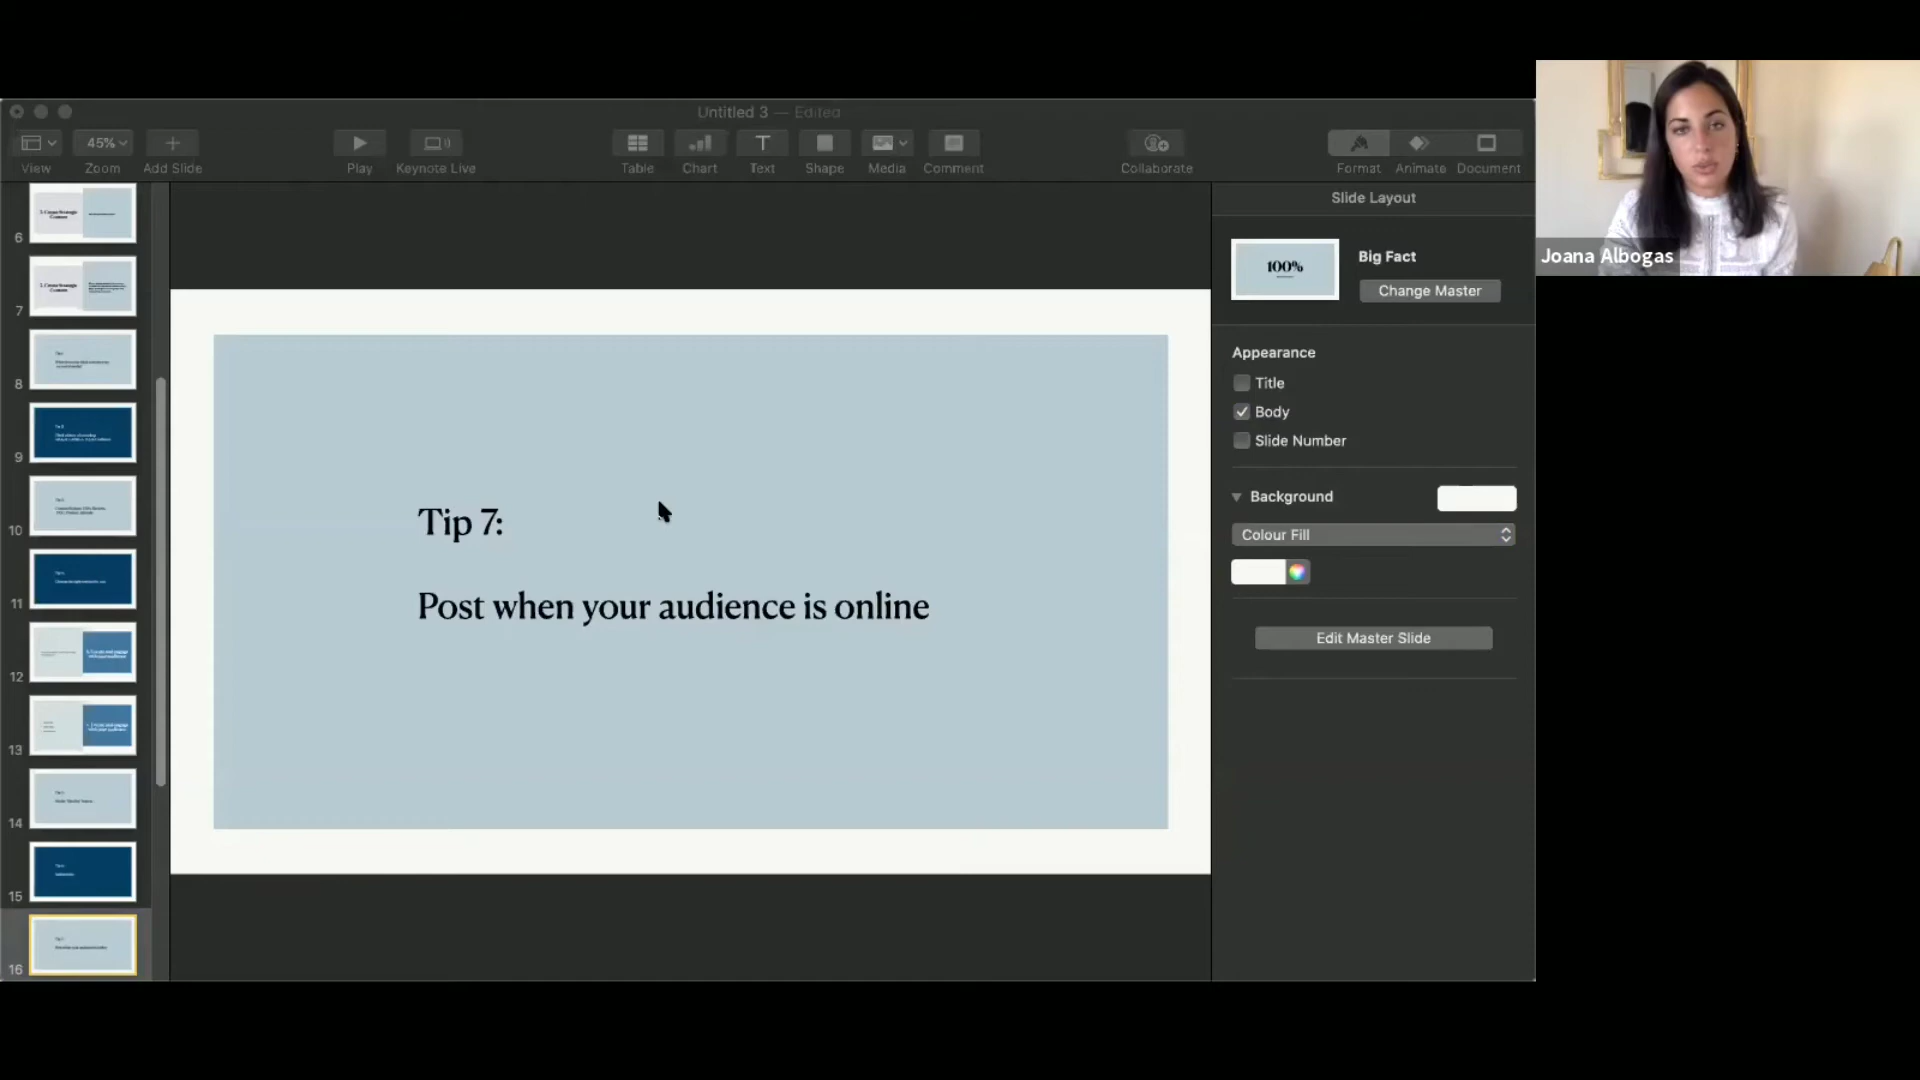 Untitled 3 — Edited
45%
View
Zoom
Add Slide
Play
Keynote Live
Table
Chart
Text
Shape
Media
Comment
Collaborate
Format
Animate
Document
6
7
8
9
10
11
12
13
14
15
16
Tip 7:
Post when your audience is online
Slide Layout
100%
Big Fact
Change Master
Appearance
Title
Body
Slide Number
Background
Colour Fill
Edit Master Slide
Joana Albogas